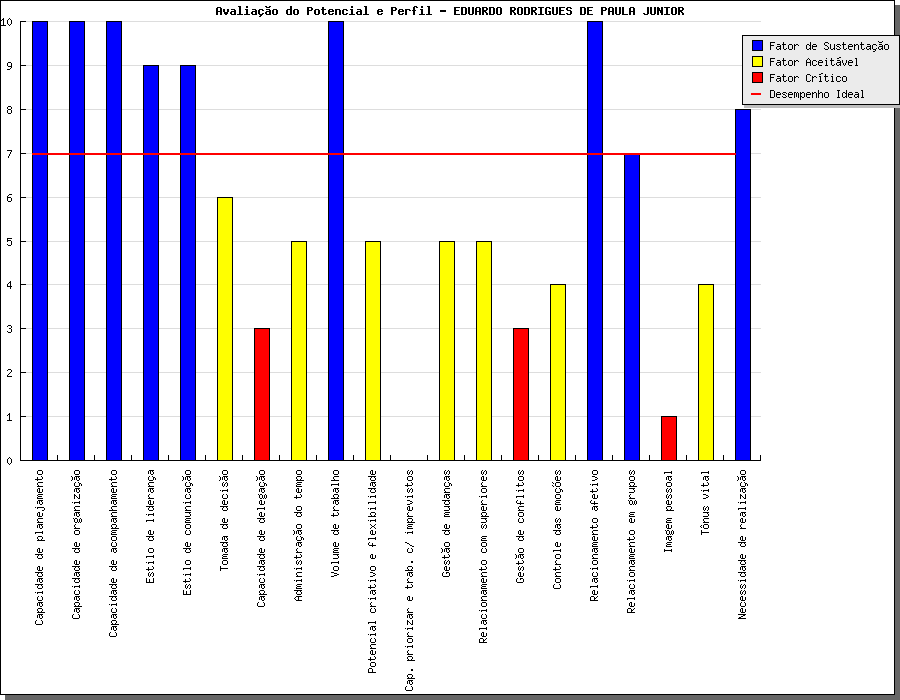 Avaliação do Potencial e Perfil - EDUARDO RODRIGUES DE PAULA JUNIOR
Fator de Sustentação
Fator Aceitável
Fator Crítico
Desempenho Ideal
10
9
8
7
6
5
4
3
2
1
0
Capacidade de planejamento
Capacidade de organização
Capacidade de acompanhamento
Estilo de liderança
Estilo de comunicação
Tomada de decisão
Capacidade de delegação
Administração do tempo
Volume de trabalho
Potencial criativo e flexibilidade
Cap. priorizar e trab. c/ imprevistos
Gestão de mudanças
Relacionamento com superiores
Gestão de conflitos
Controle das emoções
Relacionamento afetivo
Relacionamento em grupos
Imagem pessoal
Tônus vital
Necessidade de realização